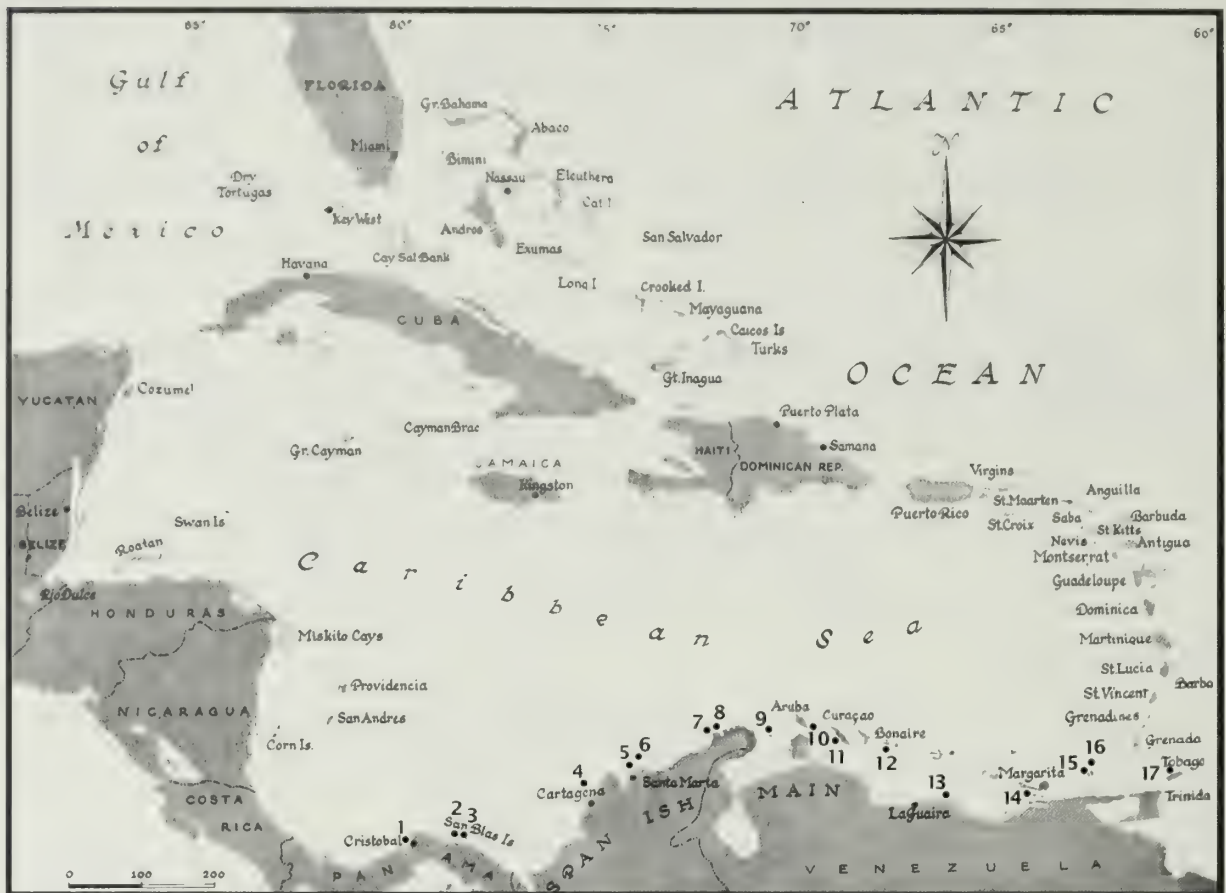 85° 80° 75° 70° 65° 60°
Gulf
of
Mexico
FLORIDA
Miami
Dry
Tortugas
Key West
Gr. Bahama
Abaco
Bimini
Nassau
Eleuthera
Cat I
Andros
Exumas
San Salvador
Cay Sal Bank
Long I
Crooked I.
Mayaguana
Caicos Is
Turks
Gt. Inagua
ATLANTIC
N
OCEAN
Havana
CUBA
YUCATAN
Cozumel
Cayman Brac
Gr. Cayman
JAMAICA
Kingston
HAITI
DOMINICAN REP.
Puerto Plata
Samana
Puerto Rico
Virgins
St. Maarten
Anguilla
St. Croix
Saba
Barbuda
St Kitts
Nevis
Antigua
Montserrat
Guadeloupe
Dominica
Martinique
St. Lucia
Barbo
St. Vincent
Grenadines
Grenada
Tobago
Trinida
Belize
BELIZE
Swan Is
Roatan
Rio Dulce
HONDURAS
Caribbean Sea
Miskito Cays
Providencia
NICARAGUA
San Andres
Corn Is.
COSTA
RICA
Cristobal
San Blas Is
PANAMA
Cartagena
Santa Marta
SPANISH MAIN
Aruba
Curaçao
Bonaire
LaGuaira
Margarita
VENEZUELA
1
2 3
4
5 6
7 8
9
10 11
12
13
14
15 16
17
0 100 200